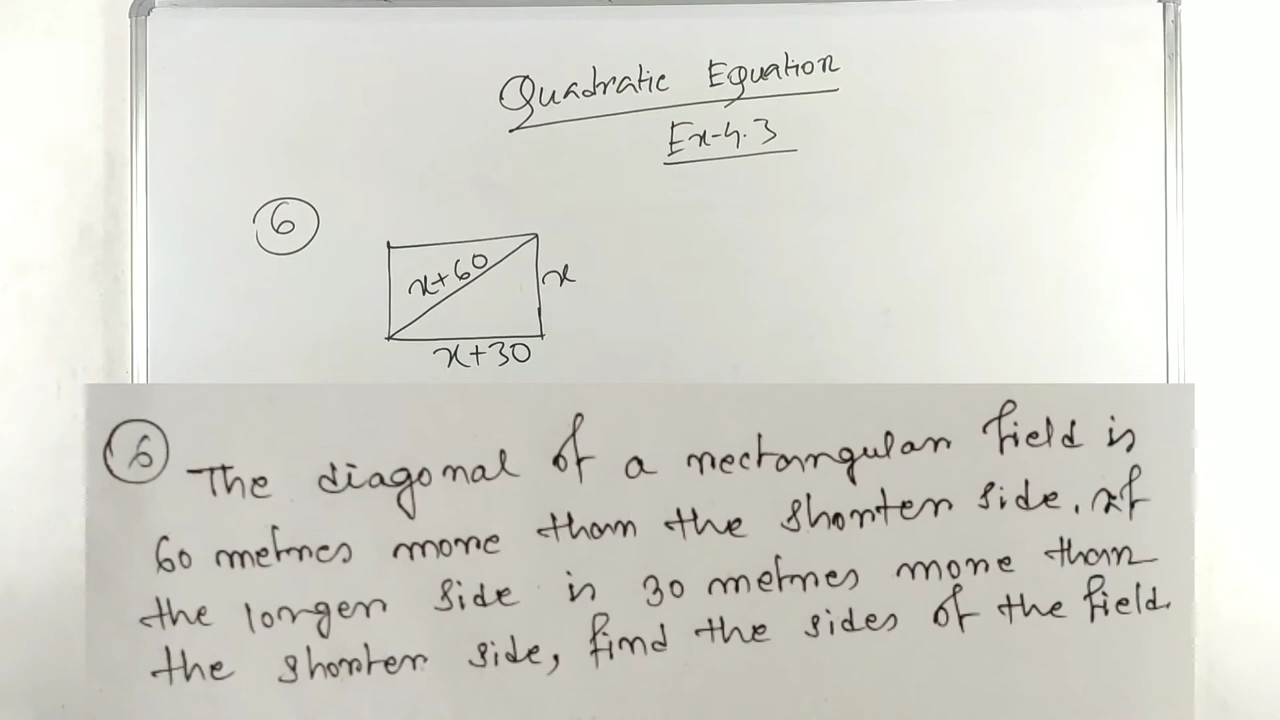 Quadratic Equation
Ex-4.3
6
x+60
x
x+30
6 The diagonal of a rectangular field is
60 metres more than the shorter side. If
the longer side is 30 metres more than
the shorter side, find the sides of the field.